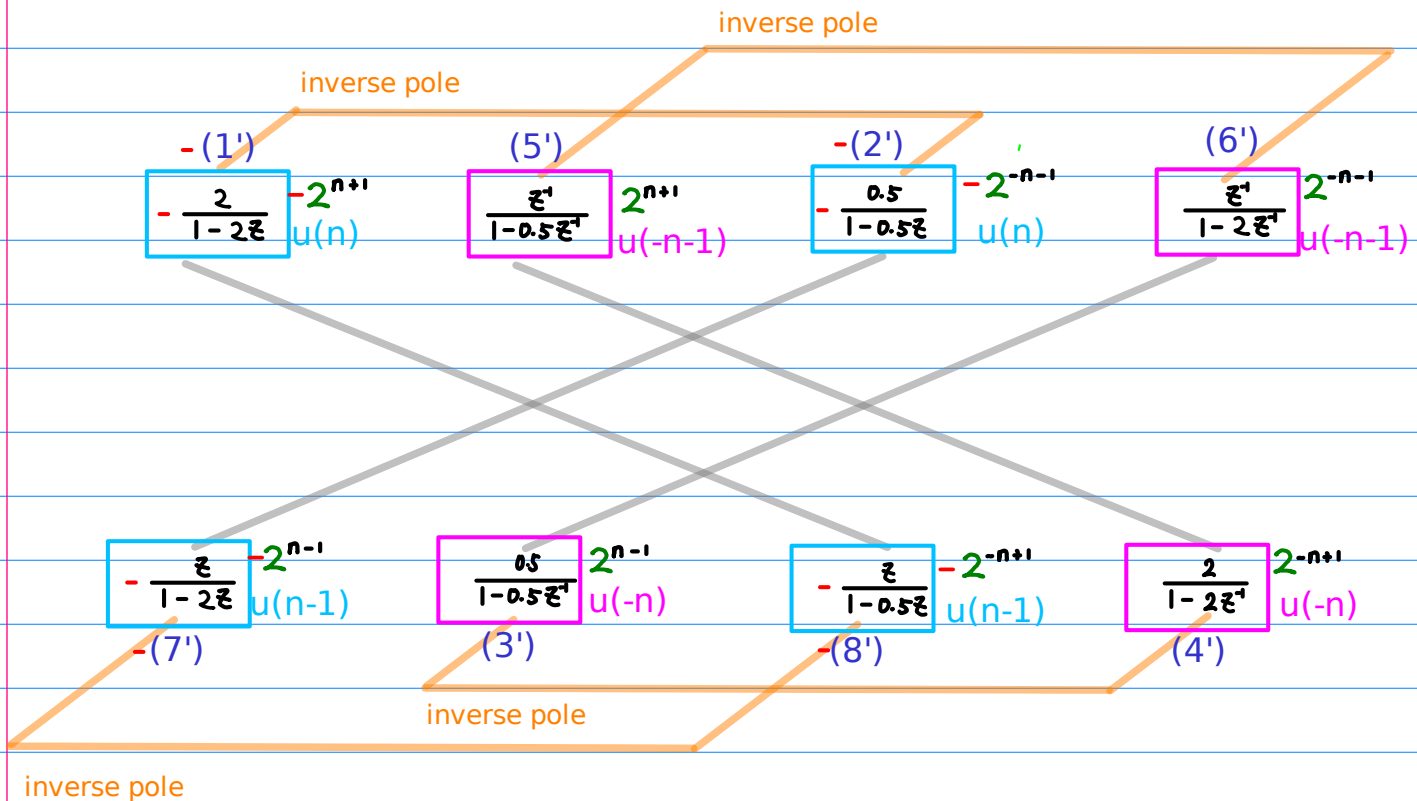 inverse pole
inverse pole
-(1') (5') -(2') (6')
- 2 / (1-2z) -2^(n+1) u(n)
z^-1 / (1-0.5z^-1) 2^(n+1) u(-n-1)
- 0.5 / (1-0.5z) -2^(-n-1) u(n)
z^-1 / (1-2z^-1) 2^(-n-1) u(-n-1)
- z / (1-2z) -2^(n-1) u(n-1)
0.5 / (1-0.5z^-1) 2^(n-1) u(-n)
- z / (1-0.5z) -2^(-n+1) u(n-1)
2 / (1-2z^-1) 2^(-n+1) u(-n)
-(7') (3') -(8') (4')
inverse pole
inverse pole